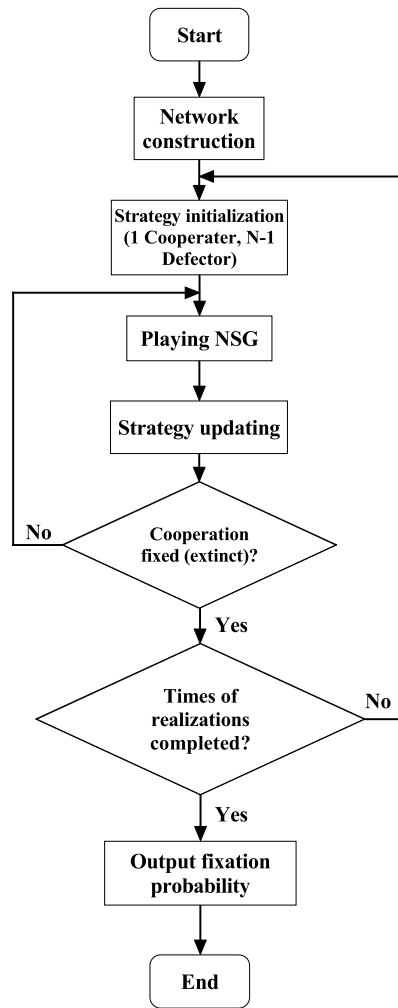 Start
Network
construction
Strategy initialization
(1 Cooperater, N-1
Defector)
Playing NSG
Strategy updating
No
Cooperation
fixed (extinct)?
Yes
Times of
realizations
completed?
No
Yes
Output fixation
probability
End